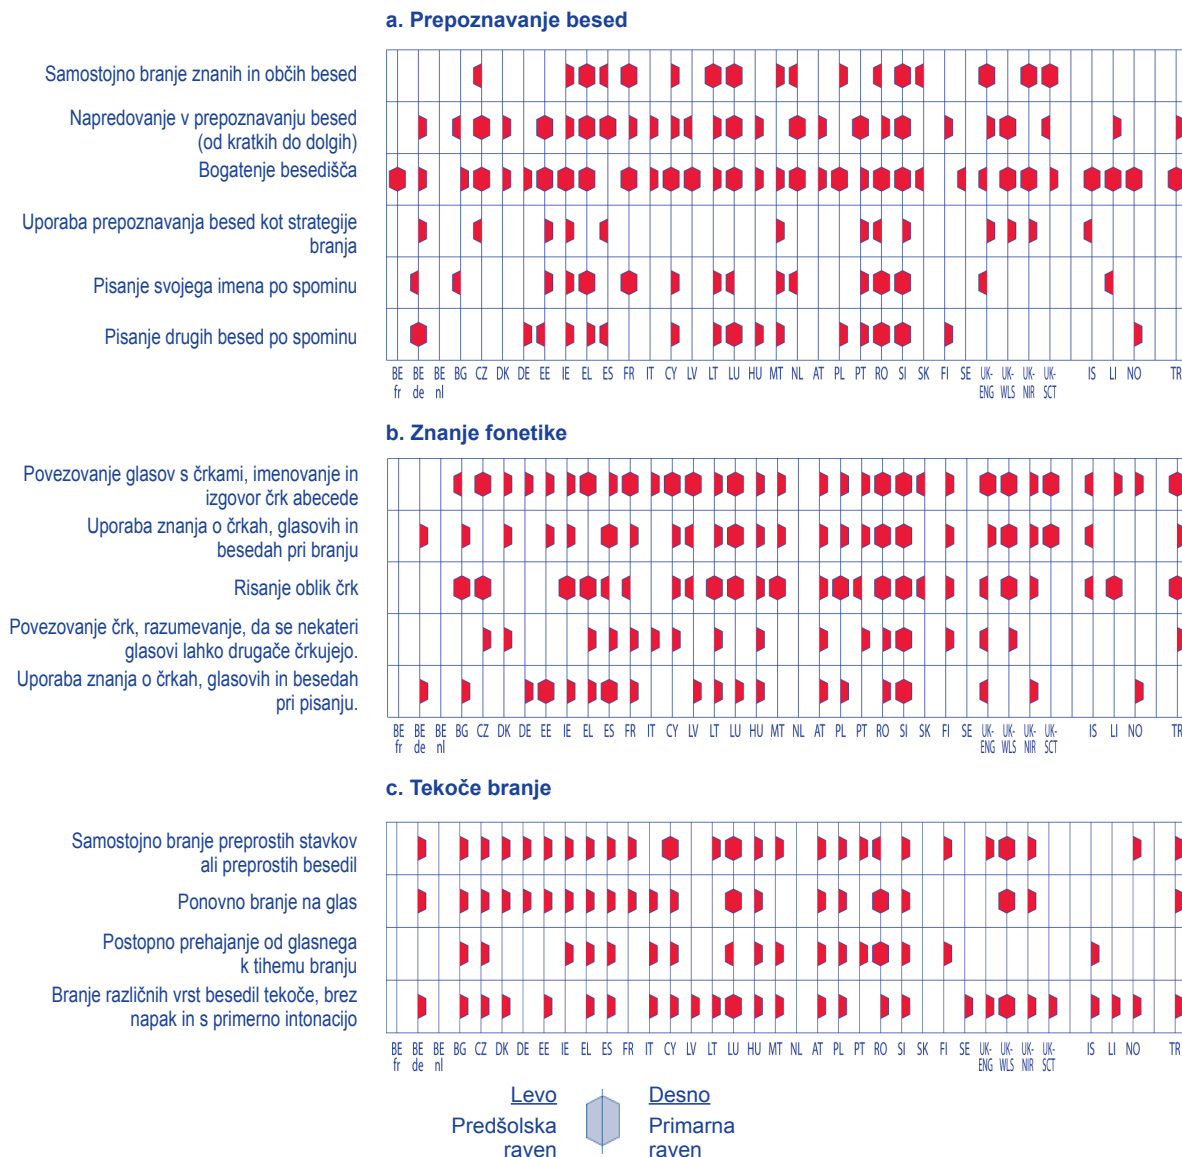 a. Prepoznavanje besed
Samostojno branje znanih in občih besed
Napredovanje v prepoznavanju besed
(od kratkih do dolgih)
Bogatenje besedišča
Uporaba prepoznavanja besed kot strategije
branja
Pisanje svojega imena po spominu
Pisanje drugih besed po spominu
BE BE BE BG CZ DK DE EE IE EL ES FR IT CY LV LT LU HU MT NL AT PL PT RO SI SK FI SE UK- UK- UK- UK- IS LI NO TR
fr de nl ENG WLS NIR SCT
b. Znanje fonetike
Povezovanje glasov s črkami, imenovanje in
izgovor črk abecede
Uporaba znanja o črkah, glasovih in
besedah pri branju
Risanje oblik črk
Povezovanje črk, razumevanje, da se nekateri
glasovi lahko drugače črkujejo.
Uporaba znanja o črkah, glasovih in besedah
pri pisanju.
BE BE BE BG CZ DK DE EE IE EL ES FR IT CY LV LT LU HU MT NL AT PL PT RO SI SK FI SE UK- UK- UK- UK- IS LI NO TR
fr de nl ENG WLS NIR SCT
c. Tekoče branje
Samostojno branje preprostih stavkov
ali preprostih besedil
Ponovno branje na glas
Postopno prehajanje od glasnega
k tihemu branju
Branje različnih vrst besedil tekoče, brez
napak in s primerno intonacijo
BE BE BE BG CZ DK DE EE IE EL ES FR IT CY LV LT LU HU MT NL AT PL PT RO SI SK FI SE UK- UK- UK- UK- IS LI NO TR
fr de nl ENG WLS NIR SCT
Levo Desno
Predšolska Primarna
raven raven